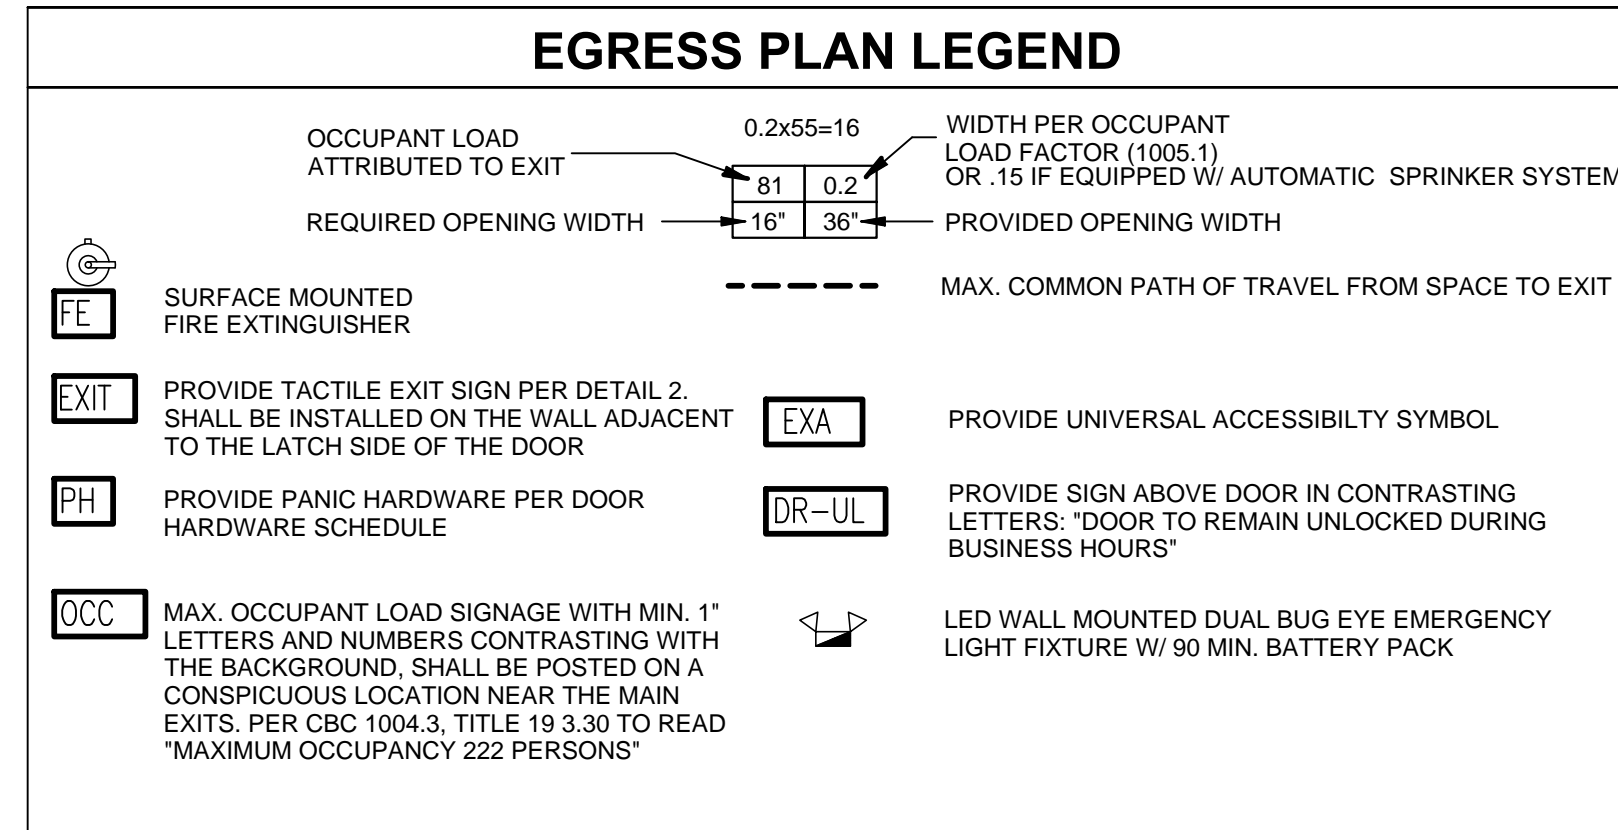 EGRESS PLAN LEGEND
OCCUPANT LOAD
ATTRIBUTED TO EXIT
0.2x55=16
WIDTH PER OCCUPANT
LOAD FACTOR (1005.1)
OR .15 IF EQUIPPED W/ AUTOMATIC SPRINKER SYSTEM
81 0.2
REQUIRED OPENING WIDTH
16" 36"
PROVIDED OPENING WIDTH
FE
SURFACE MOUNTED
FIRE EXTINGUISHER
MAX. COMMON PATH OF TRAVEL FROM SPACE TO EXIT
EXIT
PROVIDE TACTILE EXIT SIGN PER DETAIL 2.
SHALL BE INSTALLED ON THE WALL ADJACENT
TO THE LATCH SIDE OF THE DOOR
EXA
PROVIDE UNIVERSAL ACCESSIBILTY SYMBOL
PH
PROVIDE PANIC HARDWARE PER DOOR
HARDWARE SCHEDULE
DR-UL
PROVIDE SIGN ABOVE DOOR IN CONTRASTING
LETTERS: "DOOR TO REMAIN UNLOCKED DURING
BUSINESS HOURS"
OCC
MAX. OCCUPANT LOAD SIGNAGE WITH MIN. 1"
LETTERS AND NUMBERS CONTRASTING WITH
THE BACKGROUND, SHALL BE POSTED ON A
CONSPICUOUS LOCATION NEAR THE MAIN
EXITS. PER CBC 1004.3, TITLE 19 3.30 TO READ
"MAXIMUM OCCUPANCY 222 PERSONS"
LED WALL MOUNTED DUAL BUG EYE EMERGENCY
LIGHT FIXTURE W/ 90 MIN. BATTERY PACK